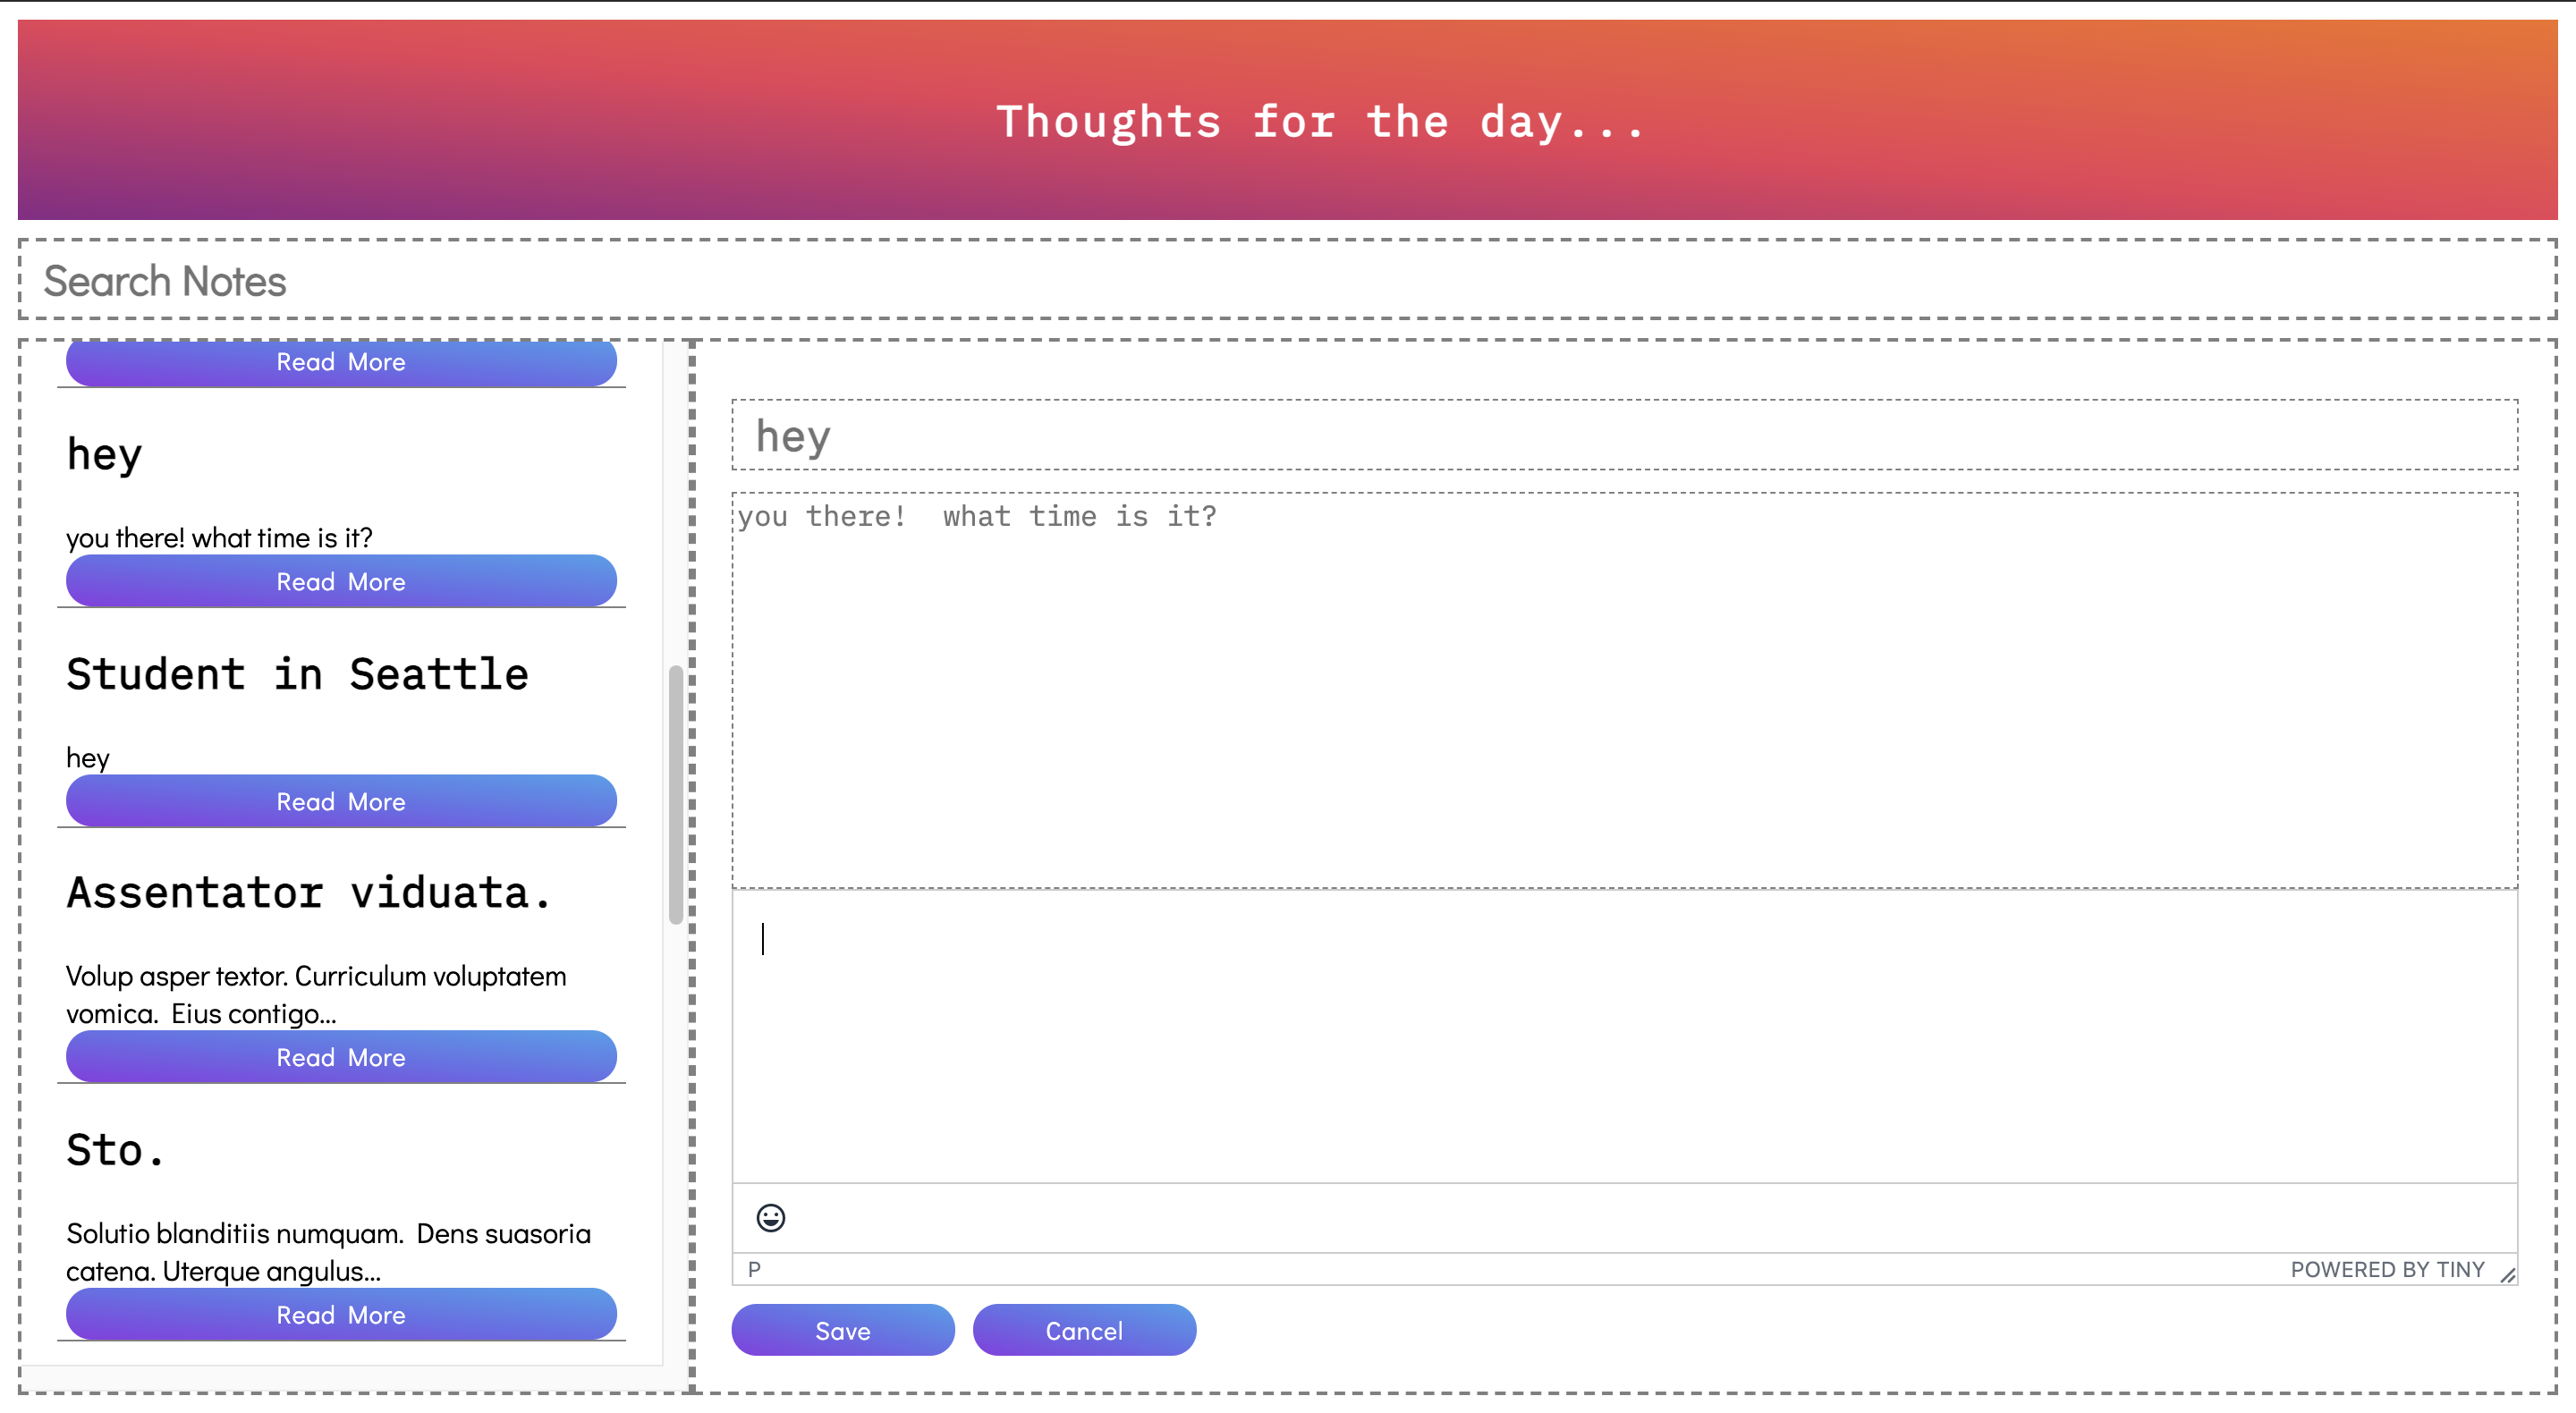 Thoughts for the day...
Search Notes
Read More
hey
you there! what time is it?
Read More
Student in Seattle
hey
Read More
Assentator viduata.
Volup asper textor. Curriculum voluptatem
vomica. Eius contigo...
Read More
Sto.
Solutio blanditiis numquam. Dens suasoria
catena. Uterque angulus...
Read More
hey
you there! what time is it?
P
POWERED BY TINY
Save
Cancel